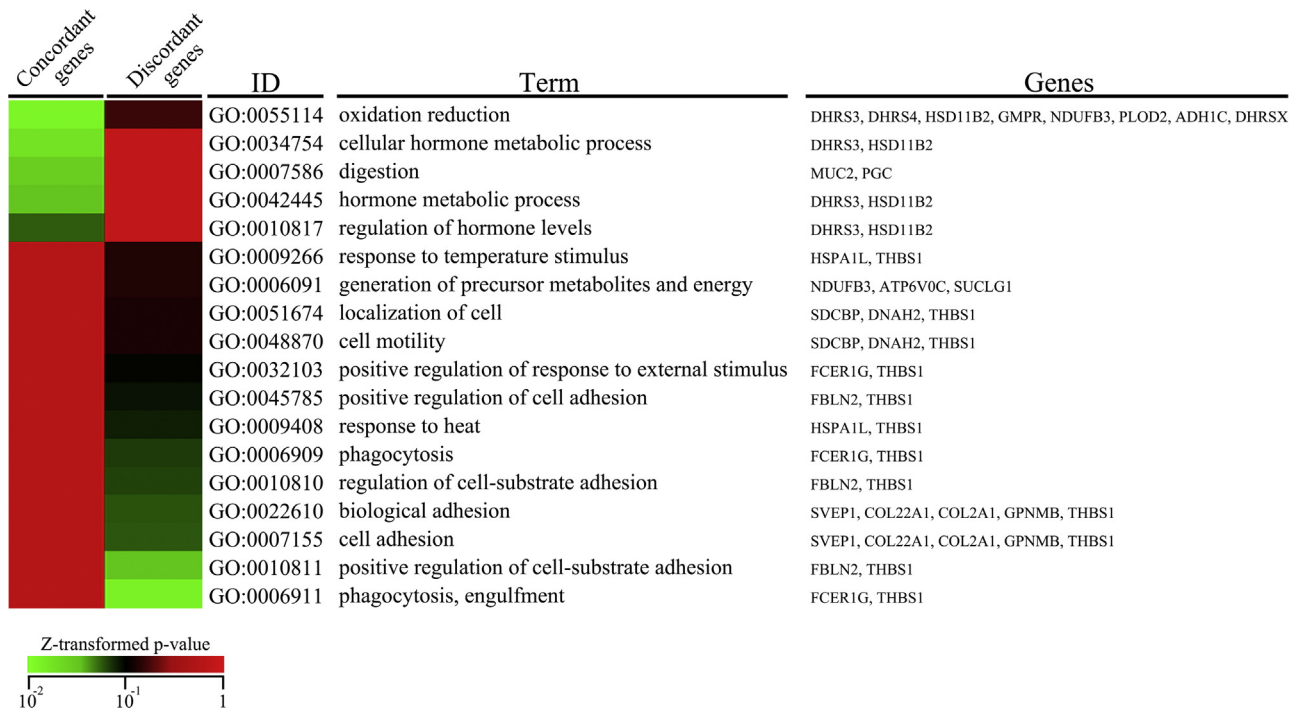 Concordant genes
Discordant genes
ID Term Genes
GO:0055114 oxidation reduction DHRS3, DHRS4, HSD11B2, GMPR, NDUFB3, PLOD2, ADH1C, DHRSX
GO:0034754 cellular hormone metabolic process DHRS3, HSD11B2
GO:0007586 digestion MUC2, PGC
GO:0042445 hormone metabolic process DHRS3, HSD11B2
GO:0010817 regulation of hormone levels DHRS3, HSD11B2
GO:0009266 response to temperature stimulus HSPA1L, THBS1
GO:0006091 generation of precursor metabolites and energy NDUFB3, ATP6V0C, SUCLG1
GO:0051674 localization of cell SDCBP, DNAH2, THBS1
GO:0048870 cell motility SDCBP, DNAH2, THBS1
GO:0032103 positive regulation of response to external stimulus FCER1G, THBS1
GO:0045785 positive regulation of cell adhesion FBLN2, THBS1
GO:0009408 response to heat HSPA1L, THBS1
GO:0006909 phagocytosis FCER1G, THBS1
GO:0010810 regulation of cell-substrate adhesion FBLN2, THBS1
GO:0022610 biological adhesion SVEP1, COL22A1, COL2A1, GPNMB, THBS1
GO:0007155 cell adhesion SVEP1, COL22A1, COL2A1, GPNMB, THBS1
GO:0010811 positive regulation of cell-substrate adhesion FBLN2, THBS1
GO:0006911 phagocytosis, engulfment FCER1G, THBS1
Z-transformed p-value
10⁻² 10⁻¹ 1